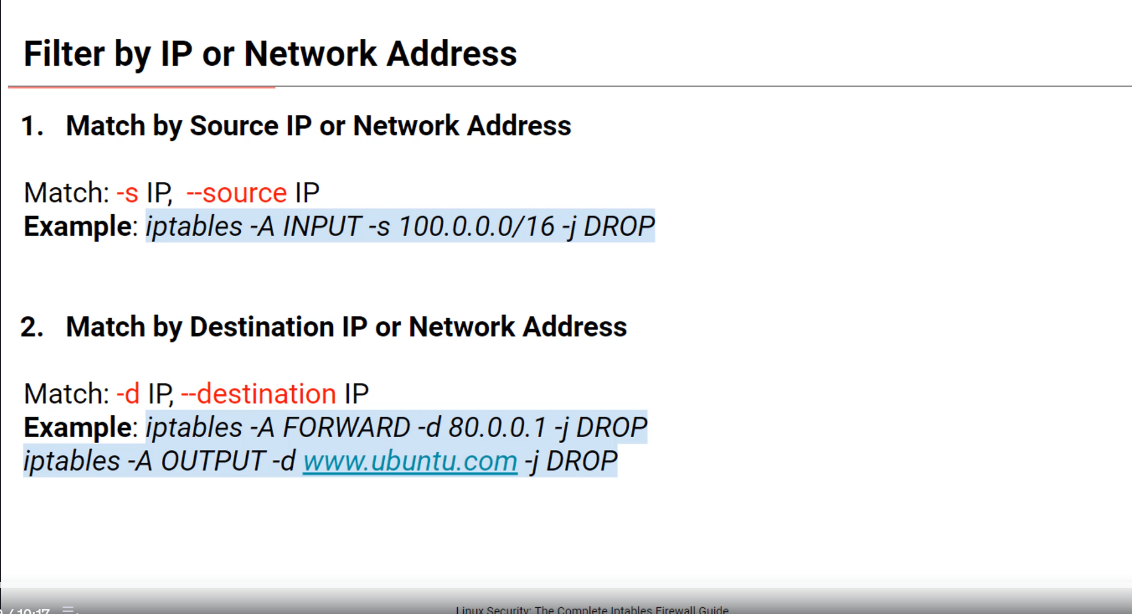 Filter by IP or Network Address
1. Match by Source IP or Network Address
Match: -s IP, --source IP
Example: iptables -A INPUT -s 100.0.0.0/16 -j DROP
2. Match by Destination IP or Network Address
Match: -d IP, --destination IP
Example: iptables -A FORWARD -d 80.0.0.1 -j DROP
iptables -A OUTPUT -d www.ubuntu.com -j DROP
/ 10:17
Linux Security: The Complete Iptables Firewall Guide